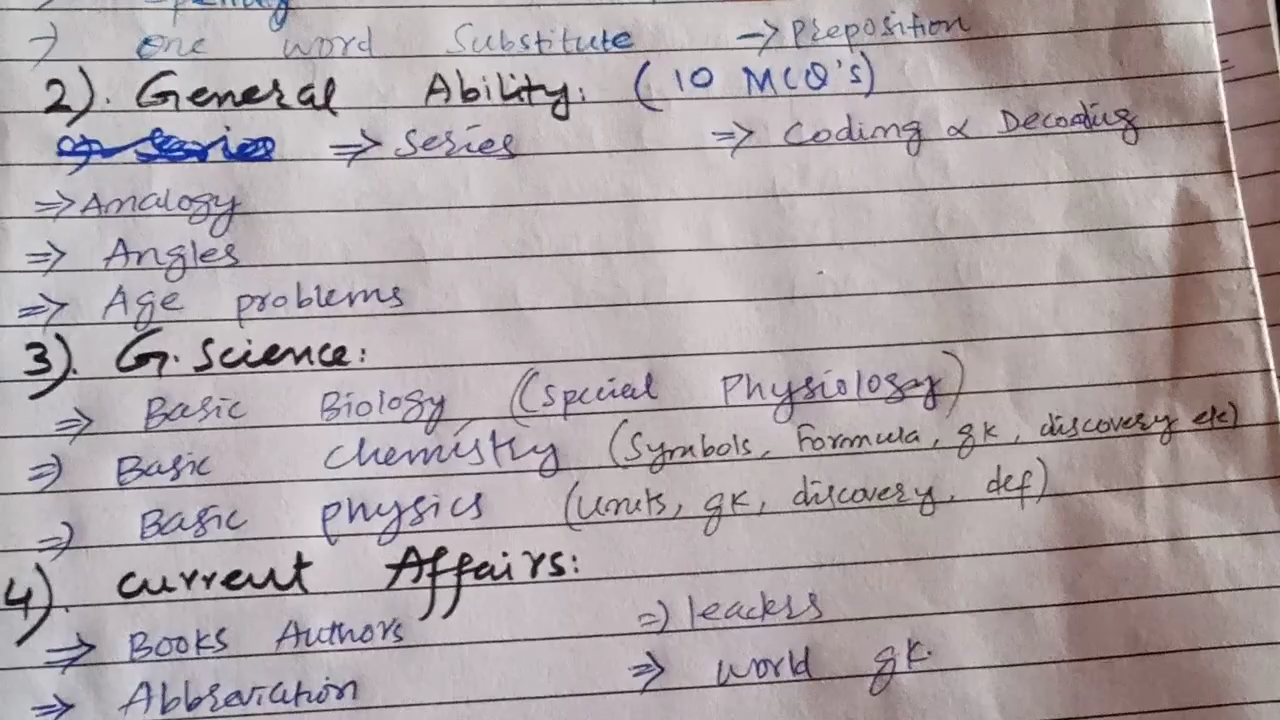 → one word Substitute → Preposition
2). General Ability: (10 MCQ's)
⇒ Series ⇒ Coding & Decoding
⇒ Analogy
⇒ Angles
⇒ Age problems
3). G. Science:
⇒ Basic Biology, (Special Physiology)
⇒ Basic chemistry (Symbols, Formula, gk, discovery etc)
⇒ Basic physics (Units, gk, discovery, def)
4). Current Affairs:
⇒ Books Authors ⇒ leaders
⇒ Abbreviation ⇒ world gk.